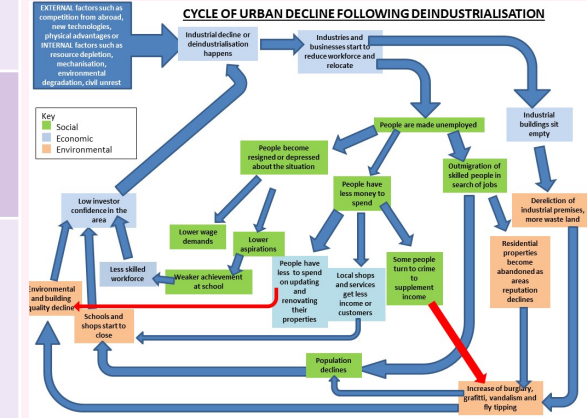 CYCLE OF URBAN DECLINE FOLLOWING DEINDUSTRIALISATION
EXTERNAL factors such as
competition from abroad,
new technologies,
physical advantages or
INTERNAL factors such as
resource depletion,
mechanisation,
environmental
degradation, civil unrest
Industrial decline or
deindustrialisation
happens
Industries and
businesses start to
reduce workforce and
relocate
Key
Social
Economic
Environmental
People are made unemployed
Industrial
buildings sit
empty
People become
resigned or depressed
about the situation
People have
less money to
spend
Outmigration of
skilled people in
search of jobs
Low investor
confidence in the
area
Dereliction of
industrial premises,
more waste land
Lower wage
demands
Lower
aspirations
Residential
properties
become
abandoned as
areas
reputation
declines
Less skilled
workforce
Weaker achievement
at school
People have
less to spend
on updating
and
renovating
their
properties
Local shops
and services
get less
income or
customers
Some people
turn to crime
to
supplement
income
Environmental
and building
quality decline
Schools and
shops start to
close
Population
declines
Increase of burglary,
grafitti, vandalism and
fly tipping